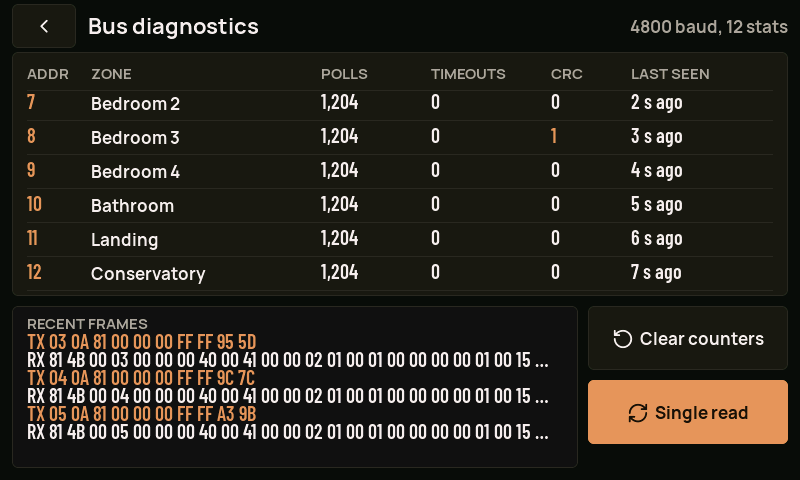 Bus diagnostics
4800 baud, 12 stats
ADDR ZONE POLLS TIMEOUTS CRC LAST SEEN
7 Bedroom 2 1,204 0 0 2 s ago
8 Bedroom 3 1,204 0 1 3 s ago
9 Bedroom 4 1,204 0 0 4 s ago
10 Bathroom 1,204 0 0 5 s ago
11 Landing 1,204 0 0 6 s ago
12 Conservatory 1,204 0 0 7 s ago
RECENT FRAMES
TX 03 0A 81 00 00 00 FF FF 95 5D
RX 81 4B 00 03 00 00 00 40 00 41 00 00 02 01 00 01 00 00 00 00 01 00 15 ...
TX 04 0A 81 00 00 00 FF FF 9C 7C
RX 81 4B 00 04 00 00 00 40 00 41 00 00 02 01 00 01 00 00 00 00 01 00 15 ...
TX 05 0A 81 00 00 00 FF FF A3 9B
RX 81 4B 00 05 00 00 00 40 00 41 00 00 02 01 00 01 00 00 00 00 01 00 15 ...
Clear counters
Single read